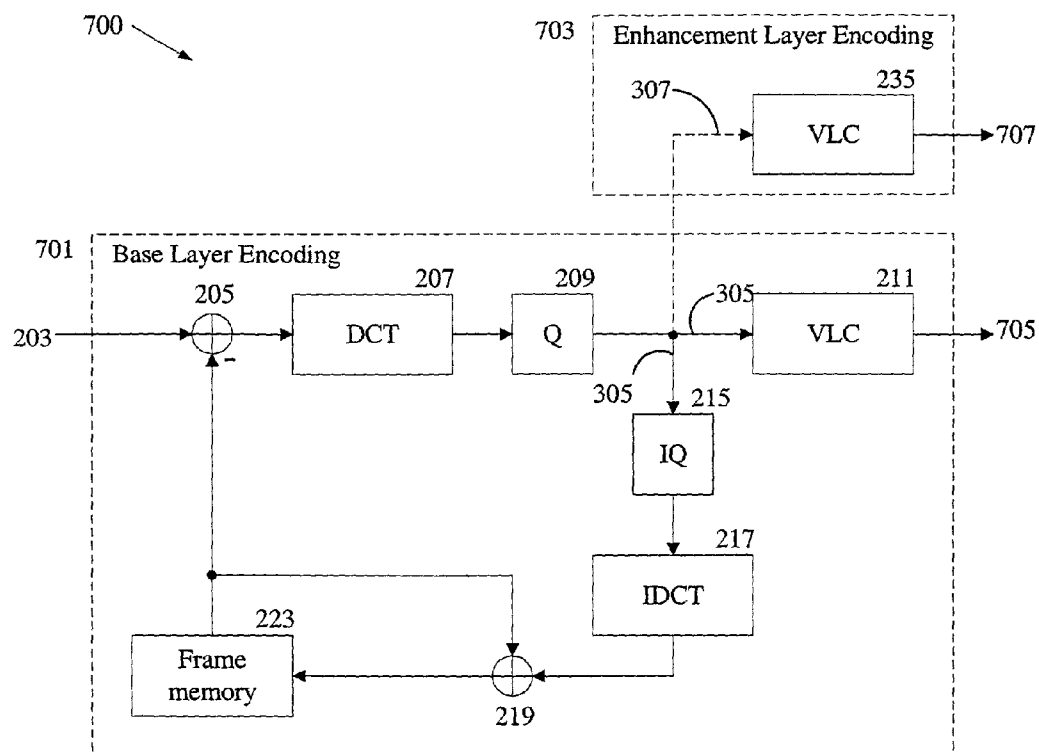 700
703
Enhancement Layer Encoding
307
235
VLC
707
701
Base Layer Encoding
205
207
209
305
211
203
DCT
Q
VLC
705
-
305
215
IQ
217
IDCT
223
Frame
memory
219